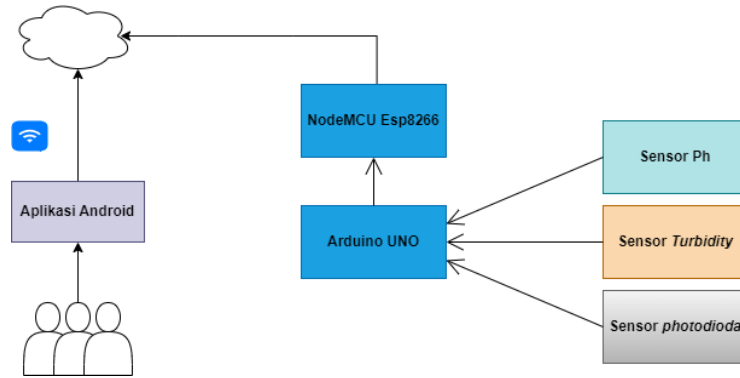 NodeMCU Esp8266
Sensor Ph
Aplikasi Android
Arduino UNO
Sensor Turbidity
Sensor photodioda